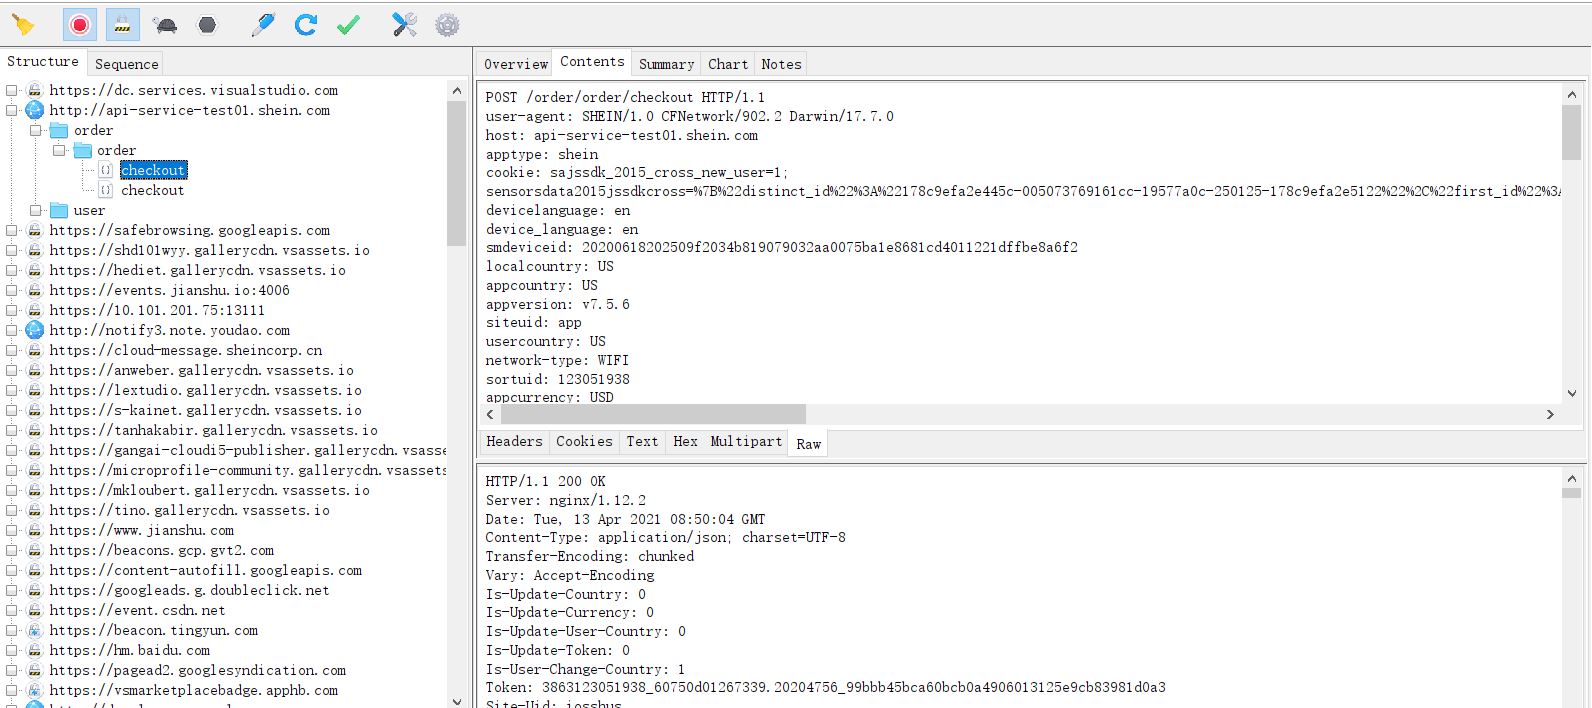 Structure
Sequence
https://dc.services.visualstudio.com
http://api-service-test01.shein.com
order
order
checkout
checkout
user
https://safebrowsing.googleapis.com
https://shd101wyy.gallerycdn.vsassets.io
https://hediet.gallerycdn.vsassets.io
https://events.jianshu.io:4006
https://10.101.201.75:13111
http://notify3.note.youdao.com
https://cloud-message.sheincorp.cn
https://anweber.gallerycdn.vsassets.io
https://lextudio.gallerycdn.vsassets.io
https://s-kainet.gallerycdn.vsassets.io
https://tanhakabir.gallerycdn.vsassets.io
https://gangai-cloudi5-publisher.gallerycdn.vsasse
https://microprofile-community.gallerycdn.vsassets
https://mkloubert.gallerycdn.vsassets.io
https://tino.gallerycdn.vsassets.io
https://www.jianshu.com
https://beacons.gcp.gvt2.com
https://content-autofill.googleapis.com
https://googleads.g.doubleclick.net
https://event.csdn.net
https://beacon.tingyun.com
https://hm.baidu.com
https://pagead2.googlesyndication.com
https://vsmarketplacebadge.apphb.com
Overview Contents Summary Chart Notes
POST /order/order/checkout HTTP/1.1
user-agent: SHEIN/1.0 CFNetwork/902.2 Darwin/17.7.0
host: api-service-test01.shein.com
apptype: shein
cookie: sajssdk_2015_cross_new_user=1;
sensorsdata2015jssdkcross=%7B%22distinct_id%22%3A%22178c9efa2e445c-005073769161cc-19577a0c-250125-178c9efa2e5122%22%2C%22first_id%22%3A
devicelanguage: en
device_language: en
smdeviceid: 20200618202509f2034b819079032aa0075ba1e8681cd4011221dffbe8a6f2
localcountry: US
appcountry: US
appversion: v7.5.6
siteuid: app
usercountry: US
network-type: WIFI
sortuid: 123051938
appcurrency: USD
Headers Cookies Text Hex Multipart Raw
HTTP/1.1 200 OK
Server: nginx/1.12.2
Date: Tue, 13 Apr 2021 08:50:04 GMT
Content-Type: application/json; charset=UTF-8
Transfer-Encoding: chunked
Vary: Accept-Encoding
Is-Update-Country: 0
Is-Update-Currency: 0
Is-Update-User-Country: 0
Is-Update-Token: 0
Is-User-Change-Country: 1
Token: 3863123051938_60750d01267339.20204756_99bbb45bca60bcb0a4906013125e9cb83981d0a3
Site-Uid: iosshus